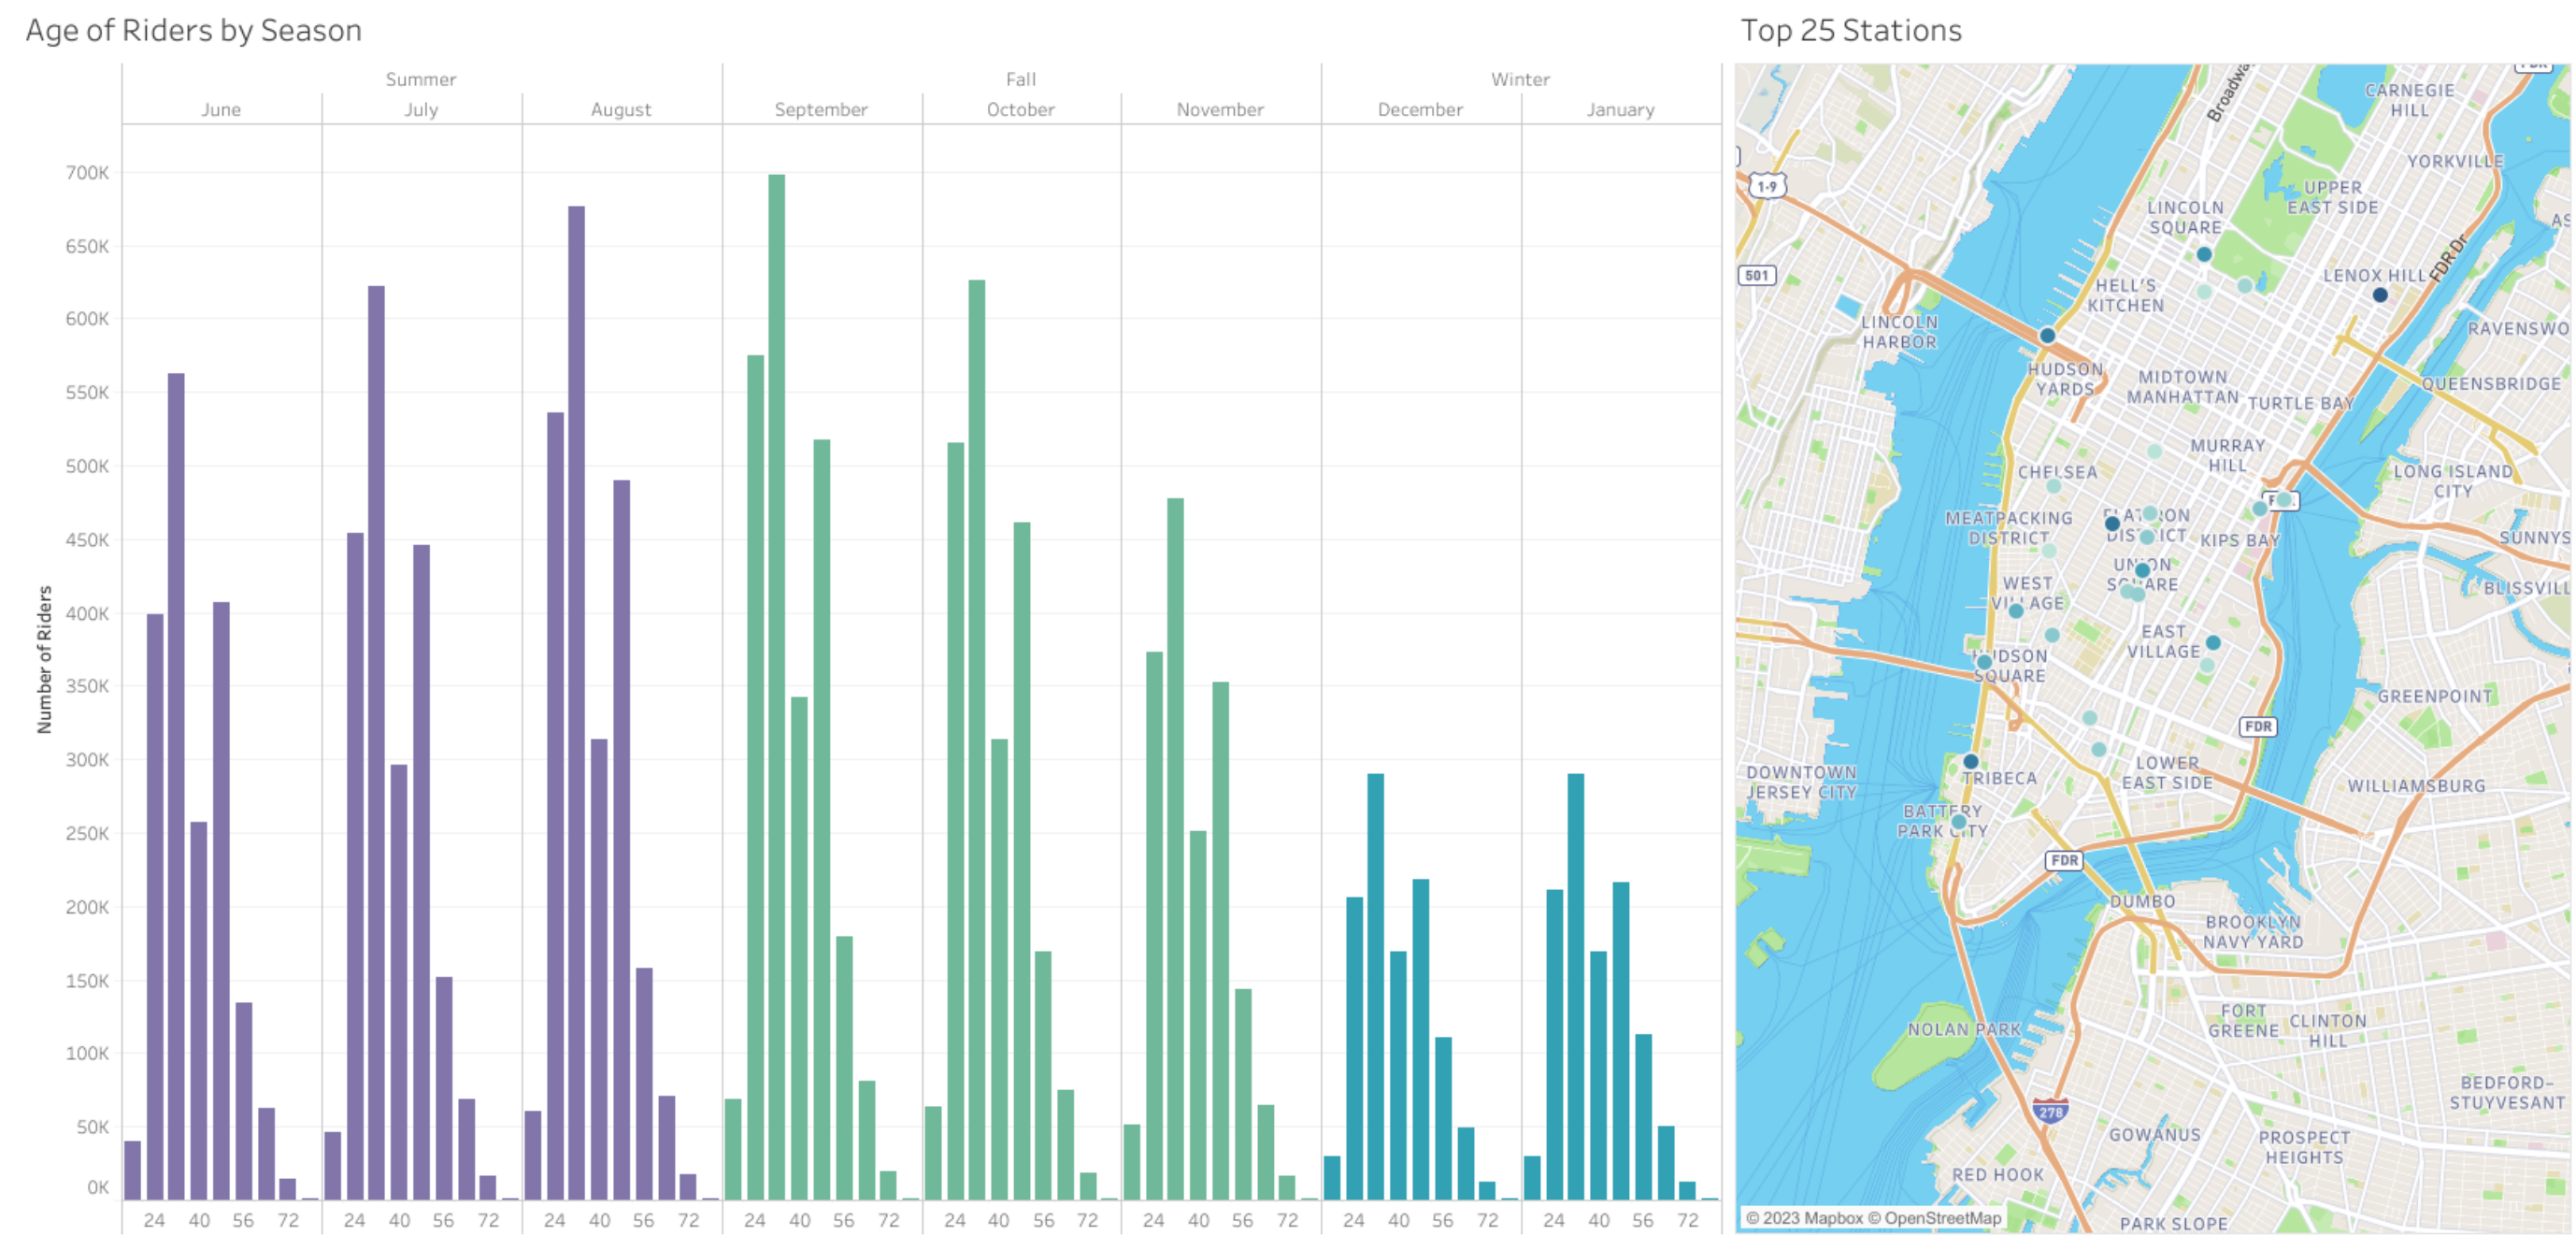 Age of Riders by Season
Summer
Fall
Winter
June
July
August
September
October
November
December
January
Number of Riders
700K
650K
600K
550K
500K
450K
400K
350K
300K
250K
200K
150K
100K
50K
0K
24 40 56 72
24 40 56 72
24 40 56 72
24 40 56 72
24 40 56 72
24 40 56 72
24 40 56 72
24 40 56 72
Top 25 Stations
Broadwa
CARNEGIE
HILL
YORKVILLE
1-9
UPPER
EAST SIDE
LINCOLN
SQUARE
AS
501
FDR Dr
LENOX HILL
HELL'S
KITCHEN
LINCOLN
HARBOR
RAVENSWO
HUDSON
YARDS
MIDTOWN
MANHATTAN
QUEENSBRIDGE
TURTLE BAY
MURRAY
HILL
CHELSEA
LONG ISLAND
CITY
MEATPACKING
DISTRICT
KIPS BAY
SUNNYS
WEST
BLISSVILL
EAST
VILLAGE
SQUARE
GREENPOINT
FDR
DOWNTOWN
JERSEY CITY
TRIBECA
LOWER
EAST SIDE
WILLIAMSBURG
BATTERY
PARK CITY
FDR
DUMBO
BROOKLYN
NAVY YARD
NOLAN PARK
FORT
GREENE
CLINTON
HILL
BEDFORD-
STUYVESANT
278
GOWANUS
PROSPECT
HEIGHTS
RED HOOK
PARK SLOPE
© 2023 Mapbox © OpenStreetMap